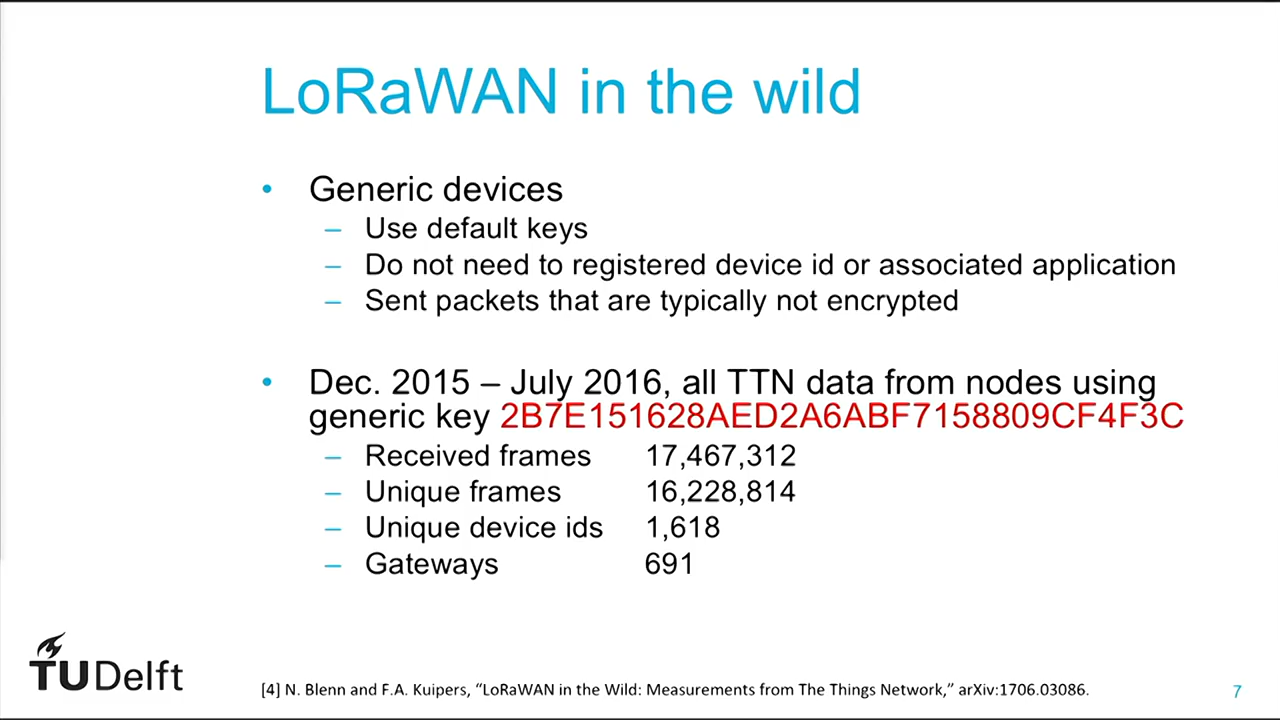 LoRaWAN in the wild
• Generic devices
– Use default keys
– Do not need to registered device id or associated application
– Sent packets that are typically not encrypted
• Dec. 2015 – July 2016, all TTN data from nodes using
generic key 2B7E151628AED2A6ABF7158809CF4F3C
– Received frames 17,467,312
– Unique frames 16,228,814
– Unique device ids 1,618
– Gateways 691
TUDelft
[4] N. Blenn and F.A. Kuipers, “LoRaWAN in the Wild: Measurements from The Things Network,” arXiv:1706.03086.
7